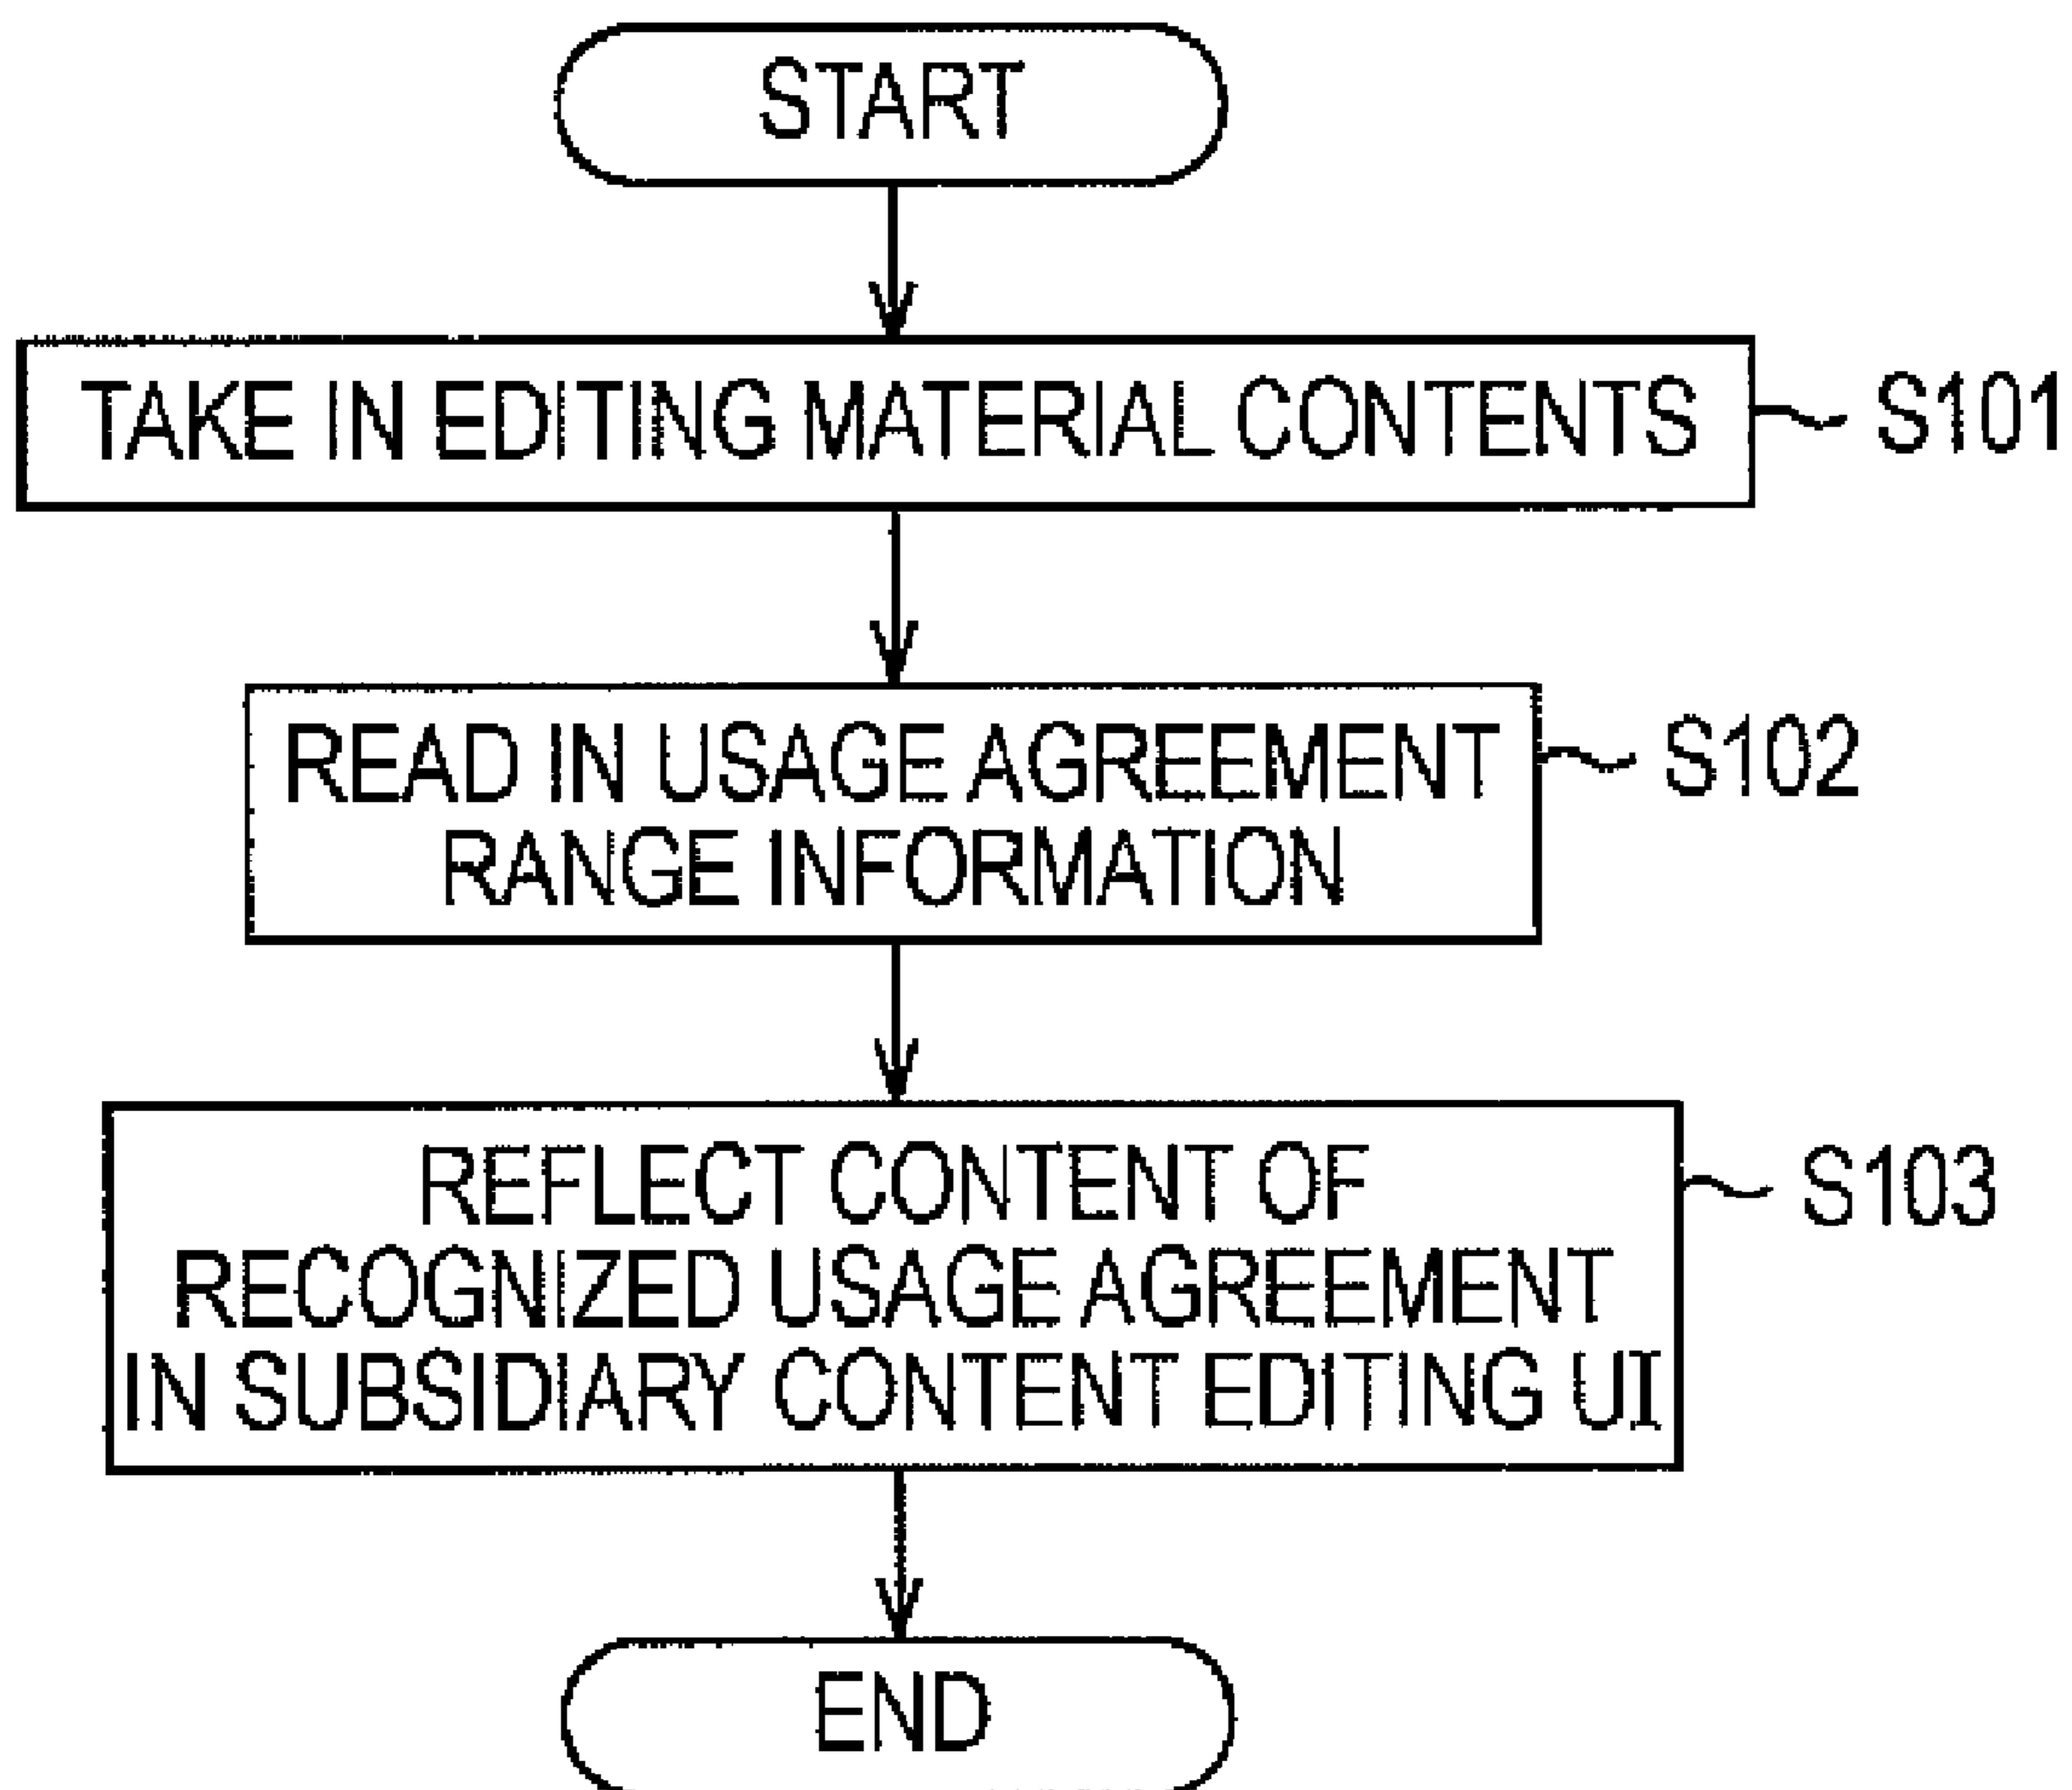 START
TAKE IN EDITING MATERIAL CONTENTS
S101
READ IN USAGE AGREEMENT
RANGE INFORMATION
S102
REFLECT CONTENT OF
RECOGNIZED USAGE AGREEMENT
IN SUBSIDIARY CONTENT EDITING UI
S103
END